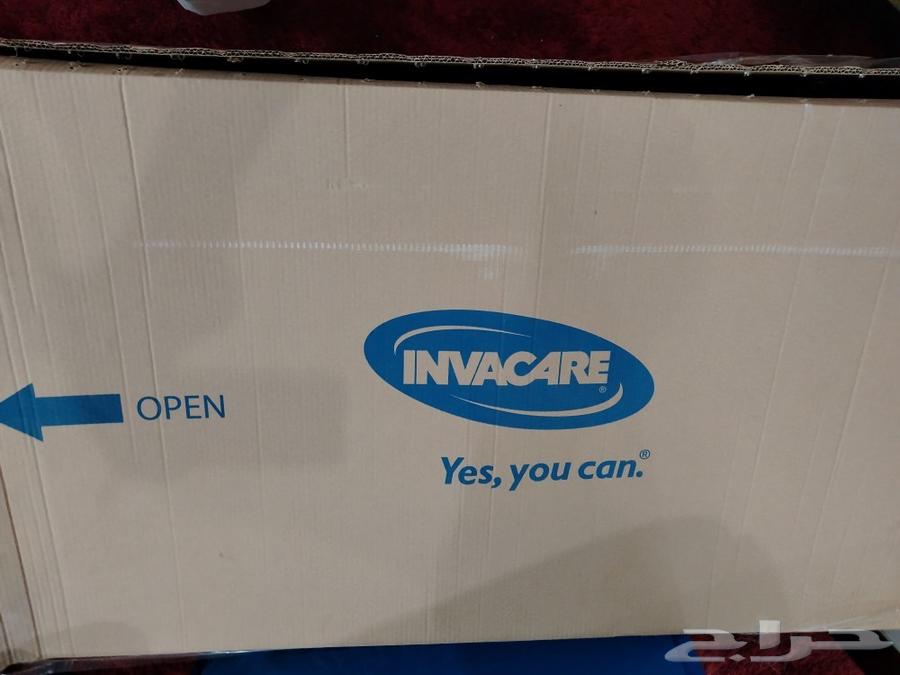 INVACARE®
OPEN
Yes, you can.®
حراج